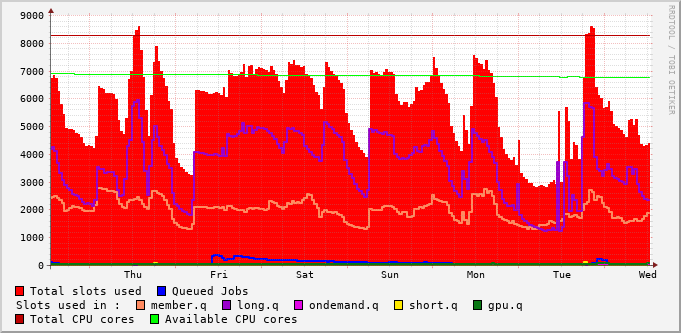 9000
8000
7000
6000
5000
4000
3000
2000
1000
0
Thu Fri Sat Sun Mon Tue Wed
RRDTOOL / TOBI OETIKER
Total slots used Queued Jobs
Slots used in : member.q long.q ondemand.q short.q gpu.q
Total CPU cores Available CPU cores